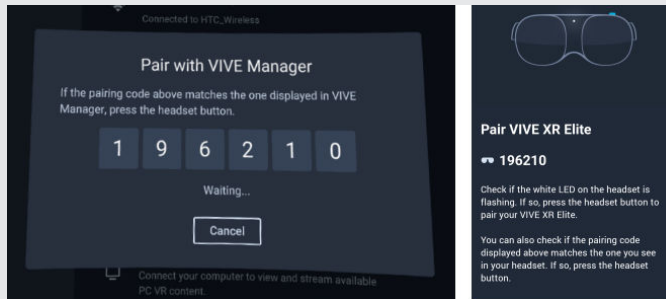 Connected to HTC_Wireless
Pair with VIVE Manager
If the pairing code above matches the one displayed in VIVE
Manager, press the headset button.
1 9 6 2 1 0
Waiting...
Cancel
Connect your computer to view and stream available
PC VR content.
Pair VIVE XR Elite
196210
Check if the white LED on the headset is
flashing. If so, press the headset button to
pair your VIVE XR Elite.
You can also check if the pairing code
displayed above matches the one you see
in your headset. If so, press the headset
button.